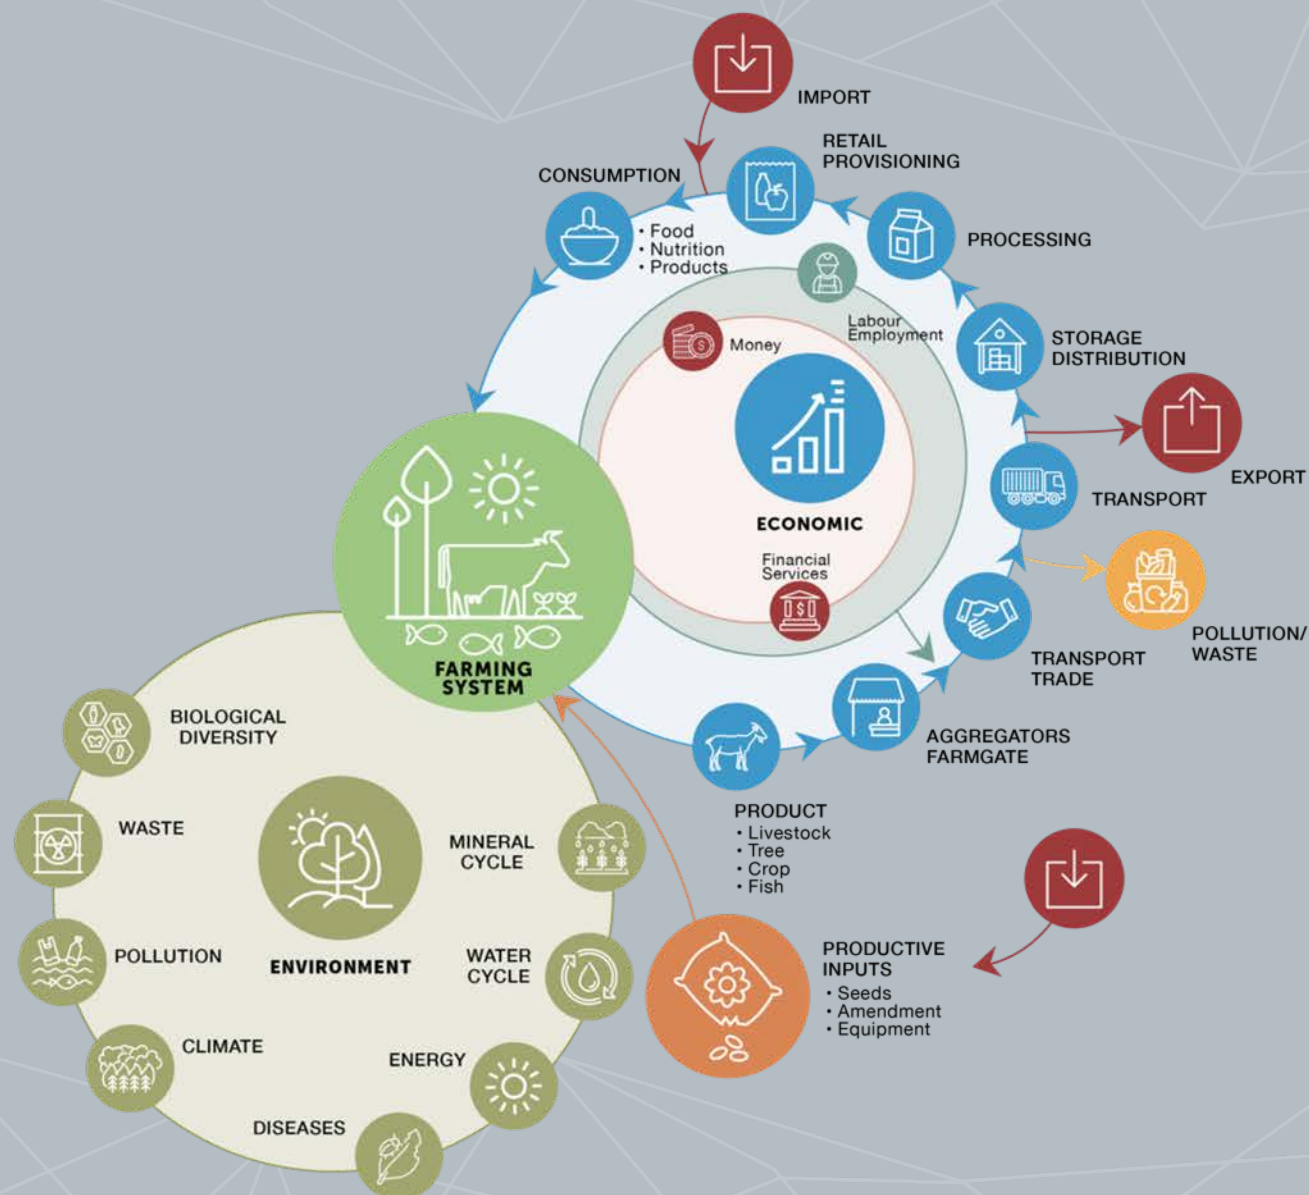 IMPORT
RETAIL
PROVISIONING
CONSUMPTION
• Food
• Nutrition
• Products
PROCESSING
Labour
Employment
Money
STORAGE
DISTRIBUTION
EXPORT
TRANSPORT
ECONOMIC
Financial
Services
POLLUTION/
WASTE
TRANSPORT
TRADE
FARMING
SYSTEM
AGGREGATORS
FARMGATE
PRODUCT
• Livestock
• Tree
• Crop
• Fish
BIOLOGICAL
DIVERSITY
WASTE
MINERAL
CYCLE
POLLUTION
ENVIRONMENT
WATER
CYCLE
PRODUCTIVE
INPUTS
• Seeds
• Amendment
• Equipment
CLIMATE
ENERGY
DISEASES